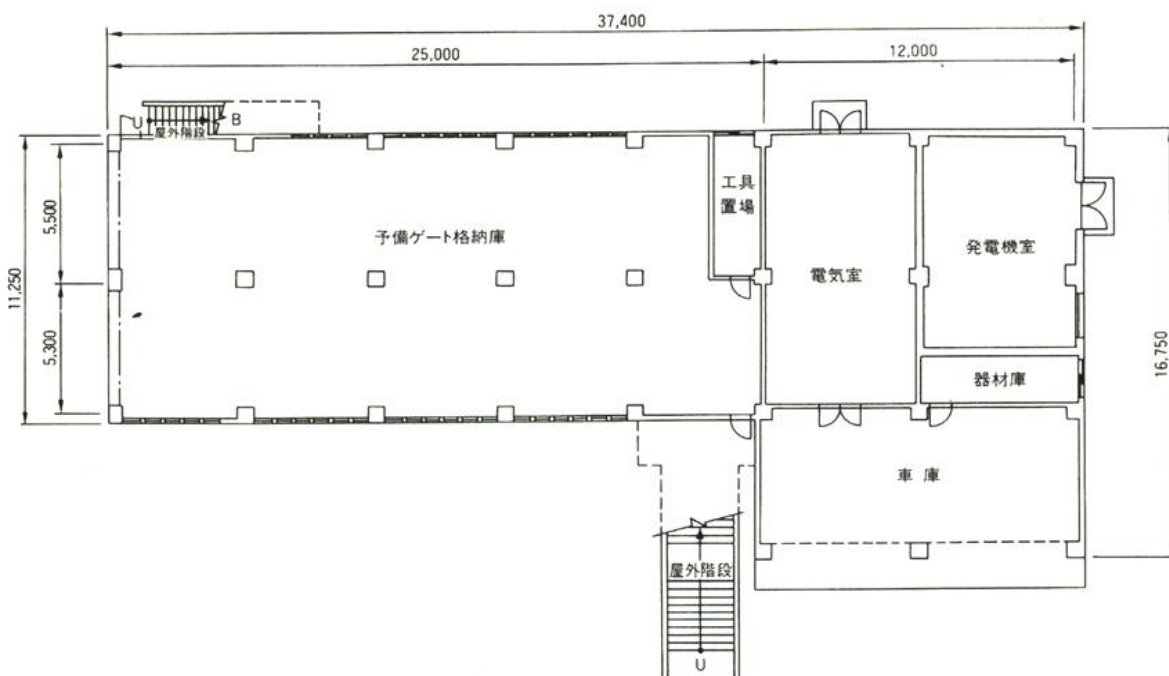 37,400
25,000
12,000
U
B
屋外階段
11,250
5,500
5,300
16,750
工具
置場
予備ゲート格納庫
電気室
発電機室
器材庫
車庫
屋外階段
U